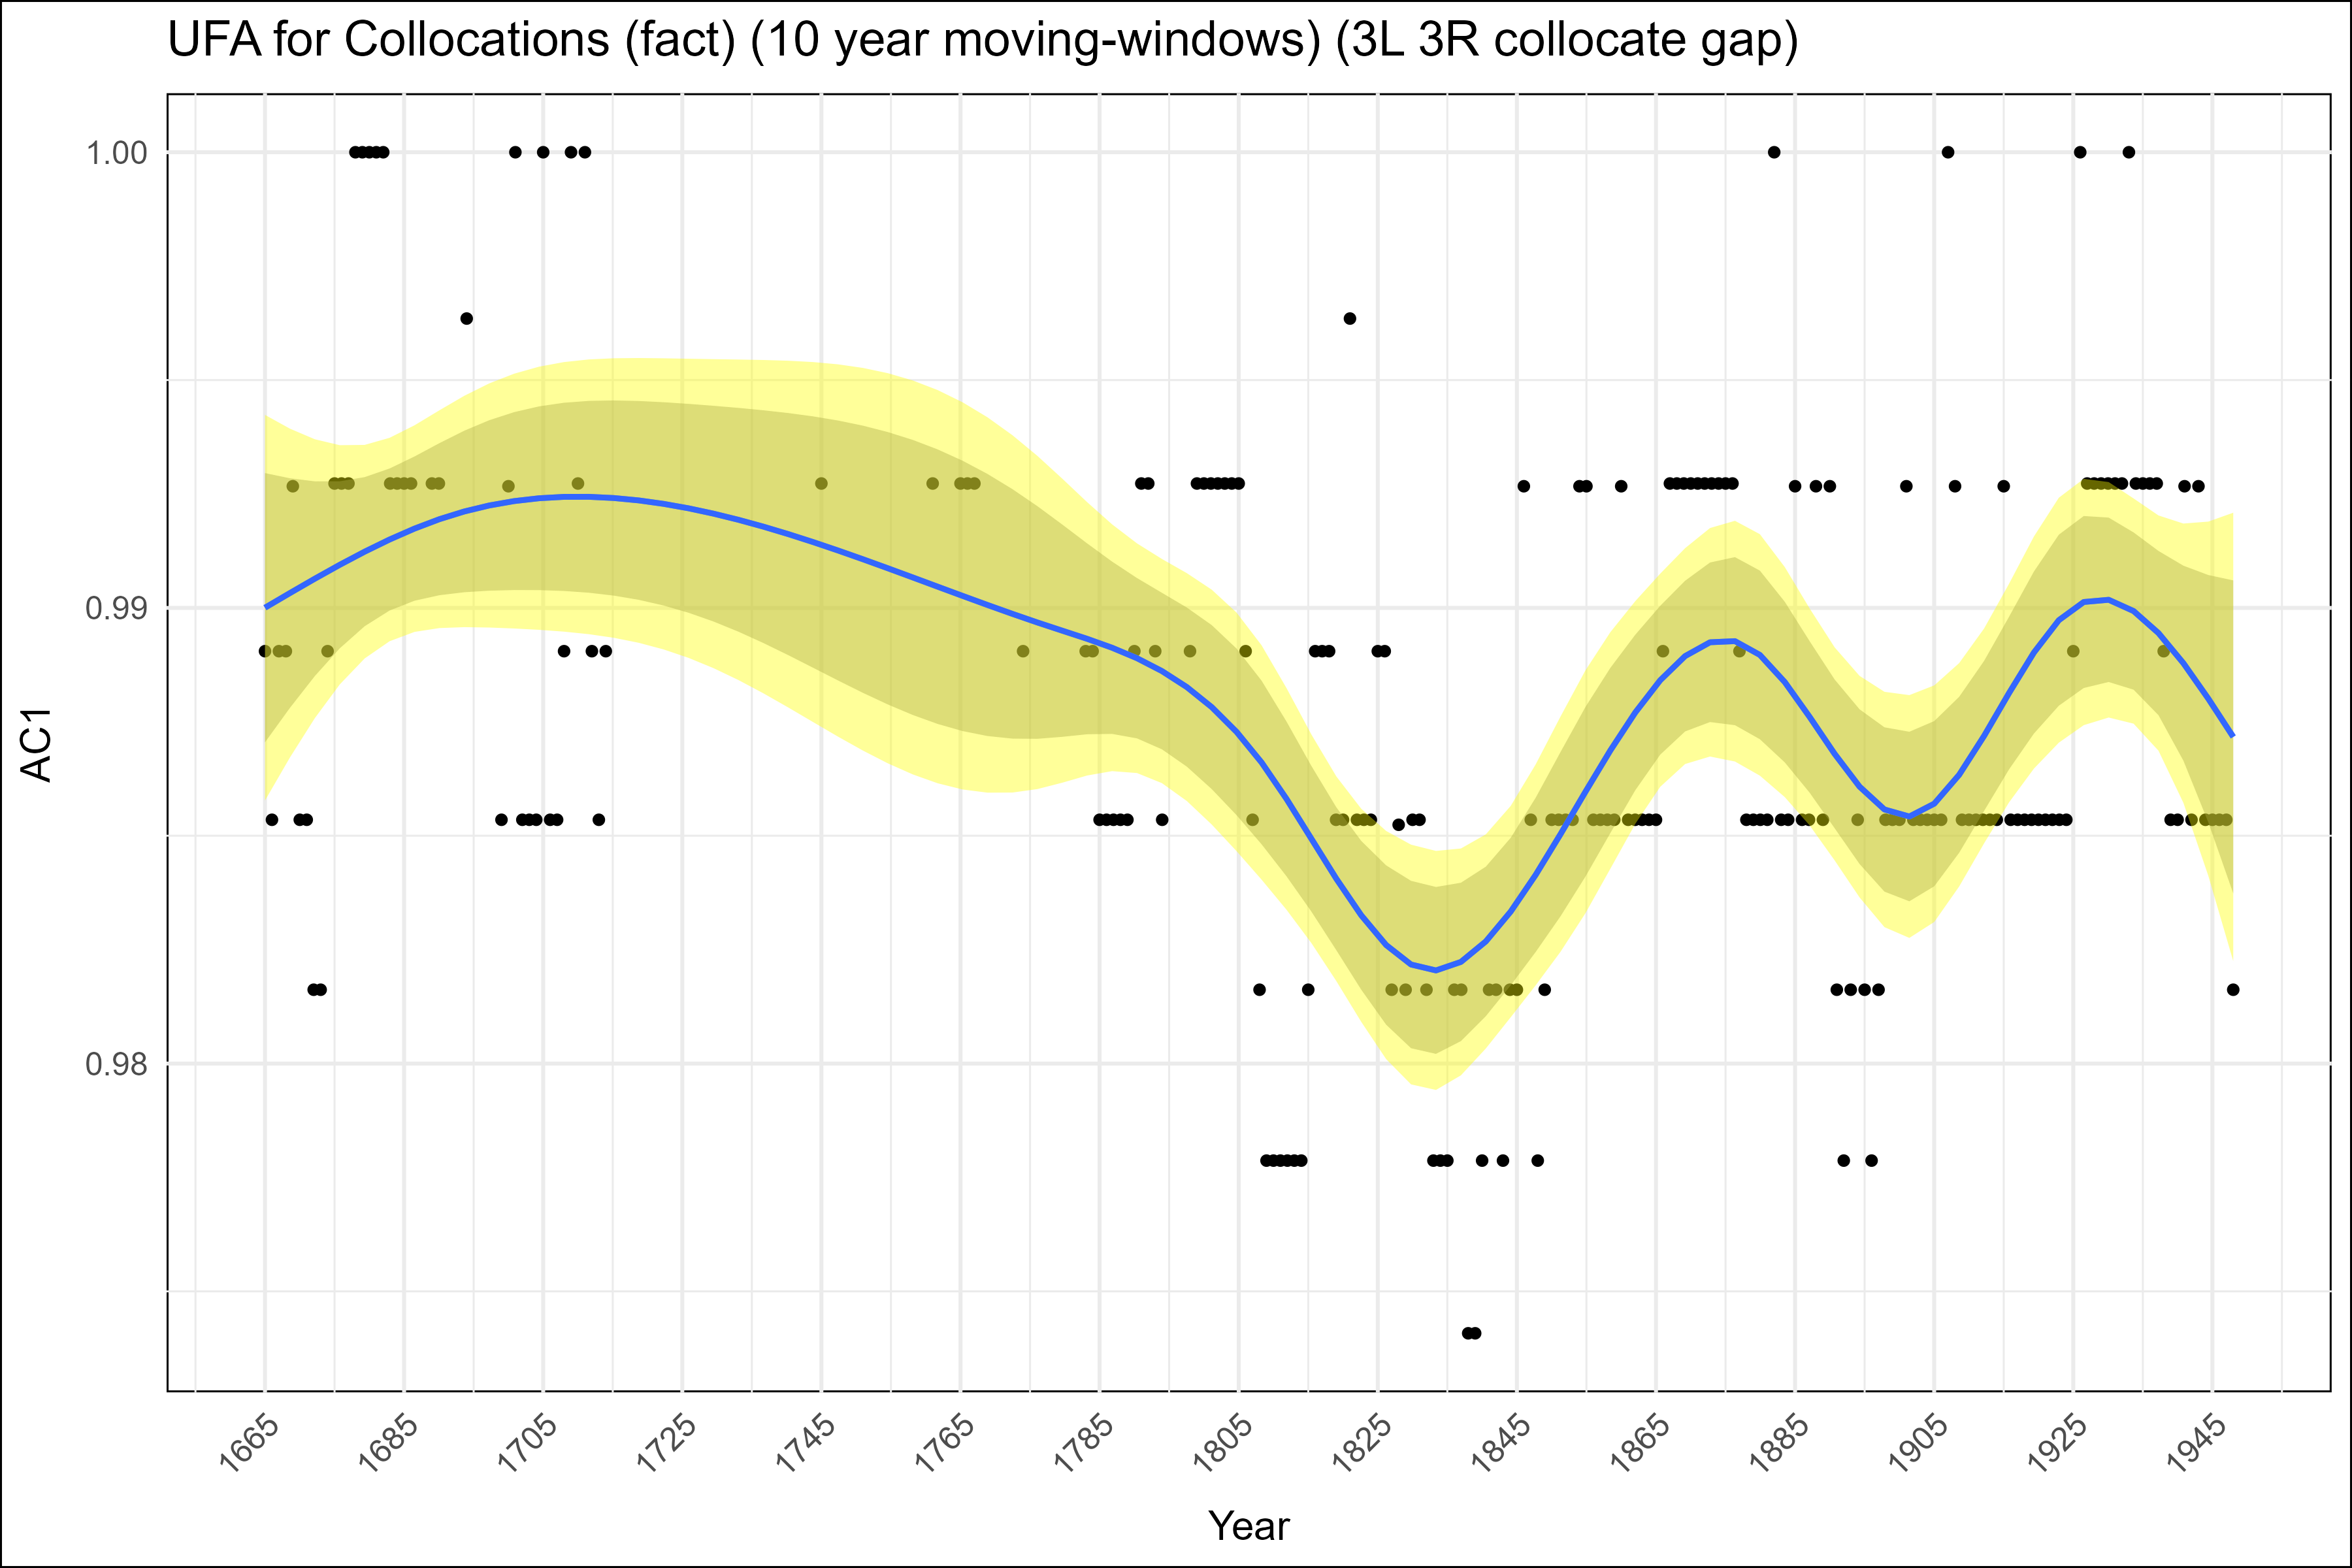 UFA for Collocations (fact) (10 year moving-windows) (3L 3R collocate gap)
1.00
0.99
0.98
AC1
1665 1685 1705 1725 1745 1765 1785 1805 1825 1845 1865 1885 1905 1925 1945
Year